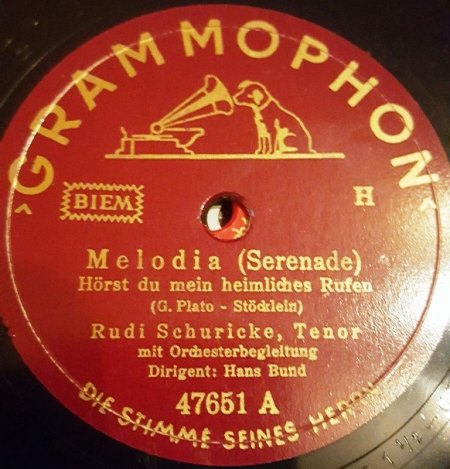 ›GRAMMOPHON‹
BIEM
H
Melodia (Serenade)
Hörst du mein heimliches Rufen
(G. Plato - Stöcklein)
Rudi Schuricke, Tenor
mit Orchesterbegleitung
Dirigent: Hans Bund
47651 A
DIE STIMME SEINES HERRN